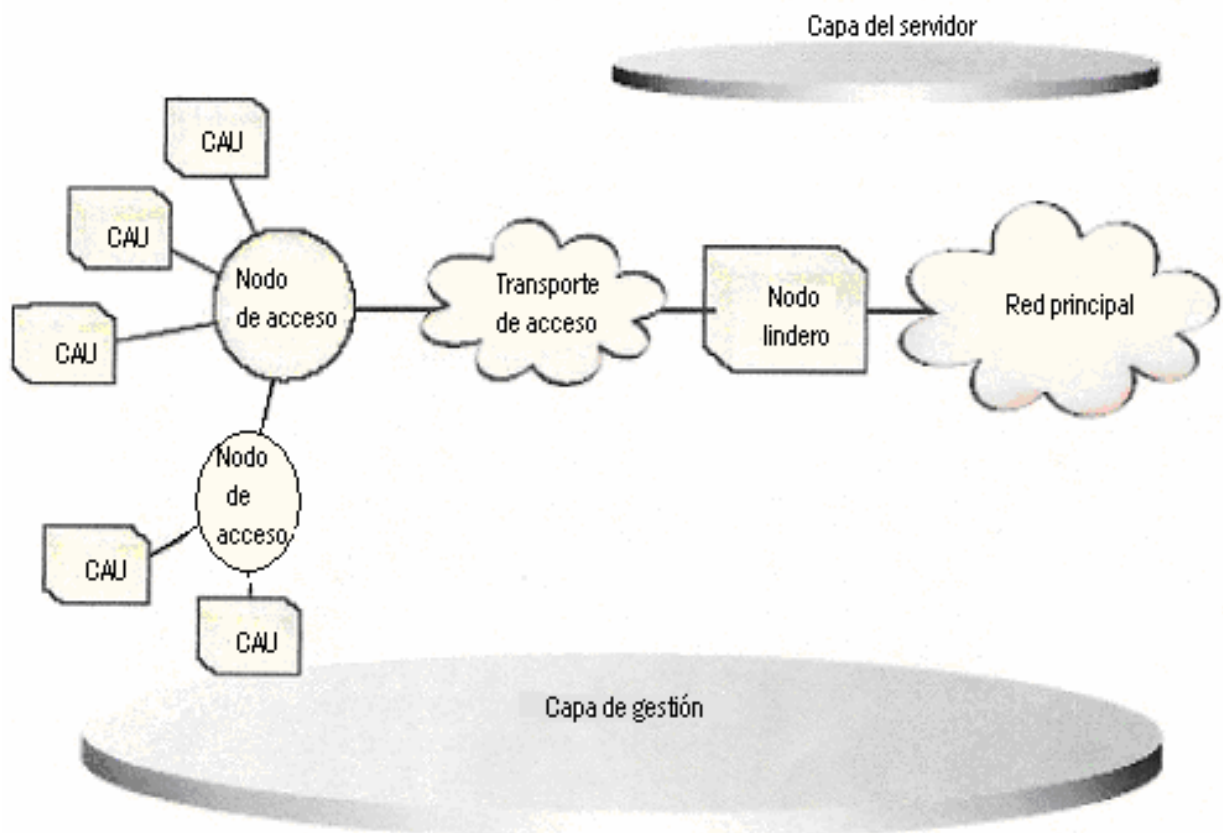 Capa del servidor
CAU
CAU
CAU
Nodo
de acceso
Transporte
de acceso
Nodo
lindero
Red principal
Nodo
de
acceso
CAU
CAU
Capa de gestión